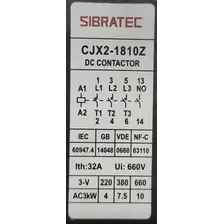 SIBRATEC
CJX2-1810Z
DC CONTACTOR
1 3 5 13
A1 L1 L2 L3 NO
A2 T1 T2 T3
2 4 6 14
IEC GB VDE NF-C
60947.4 14048 0660 63110
Ith:32A Ui: 660V
3-V 220 380 660
AC3kW 4 7.5 10